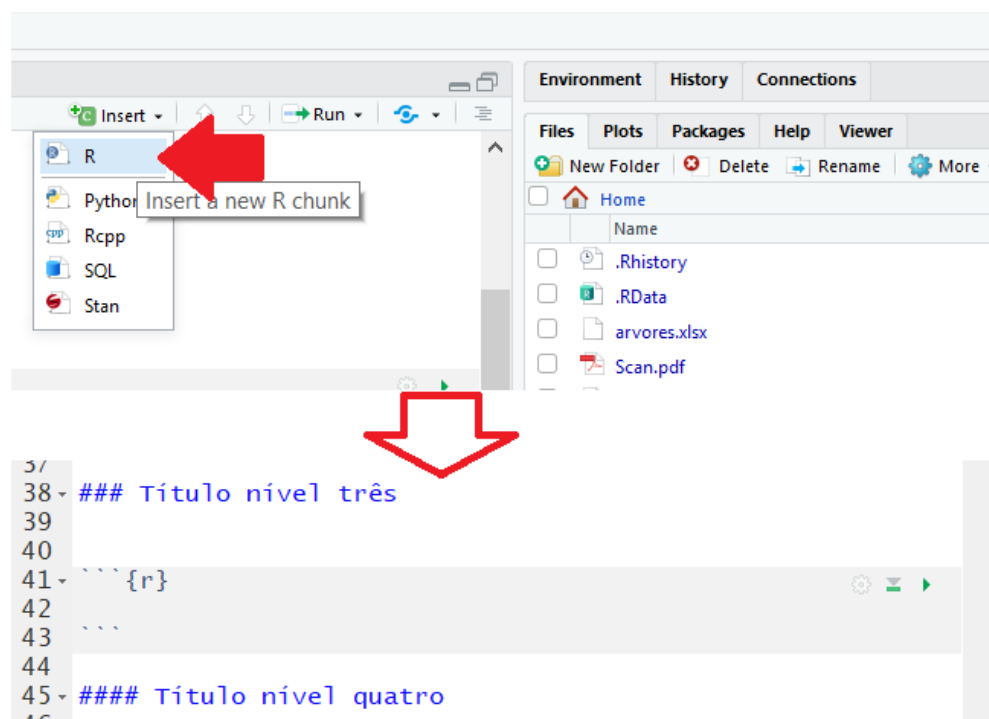 Environment History Connections
Insert Run
Files Plots Packages Help Viewer
R
New Folder Delete Rename More
Python Insert a new R chunk
Home
Rcpp
Name
SQL
.Rhistory
Stan
.RData
arvores.xlsx
Scan.pdf
37
38 ### Título nível três
39
40
41 ```{r}
42
43 ```
44
45 #### Título nível quatro